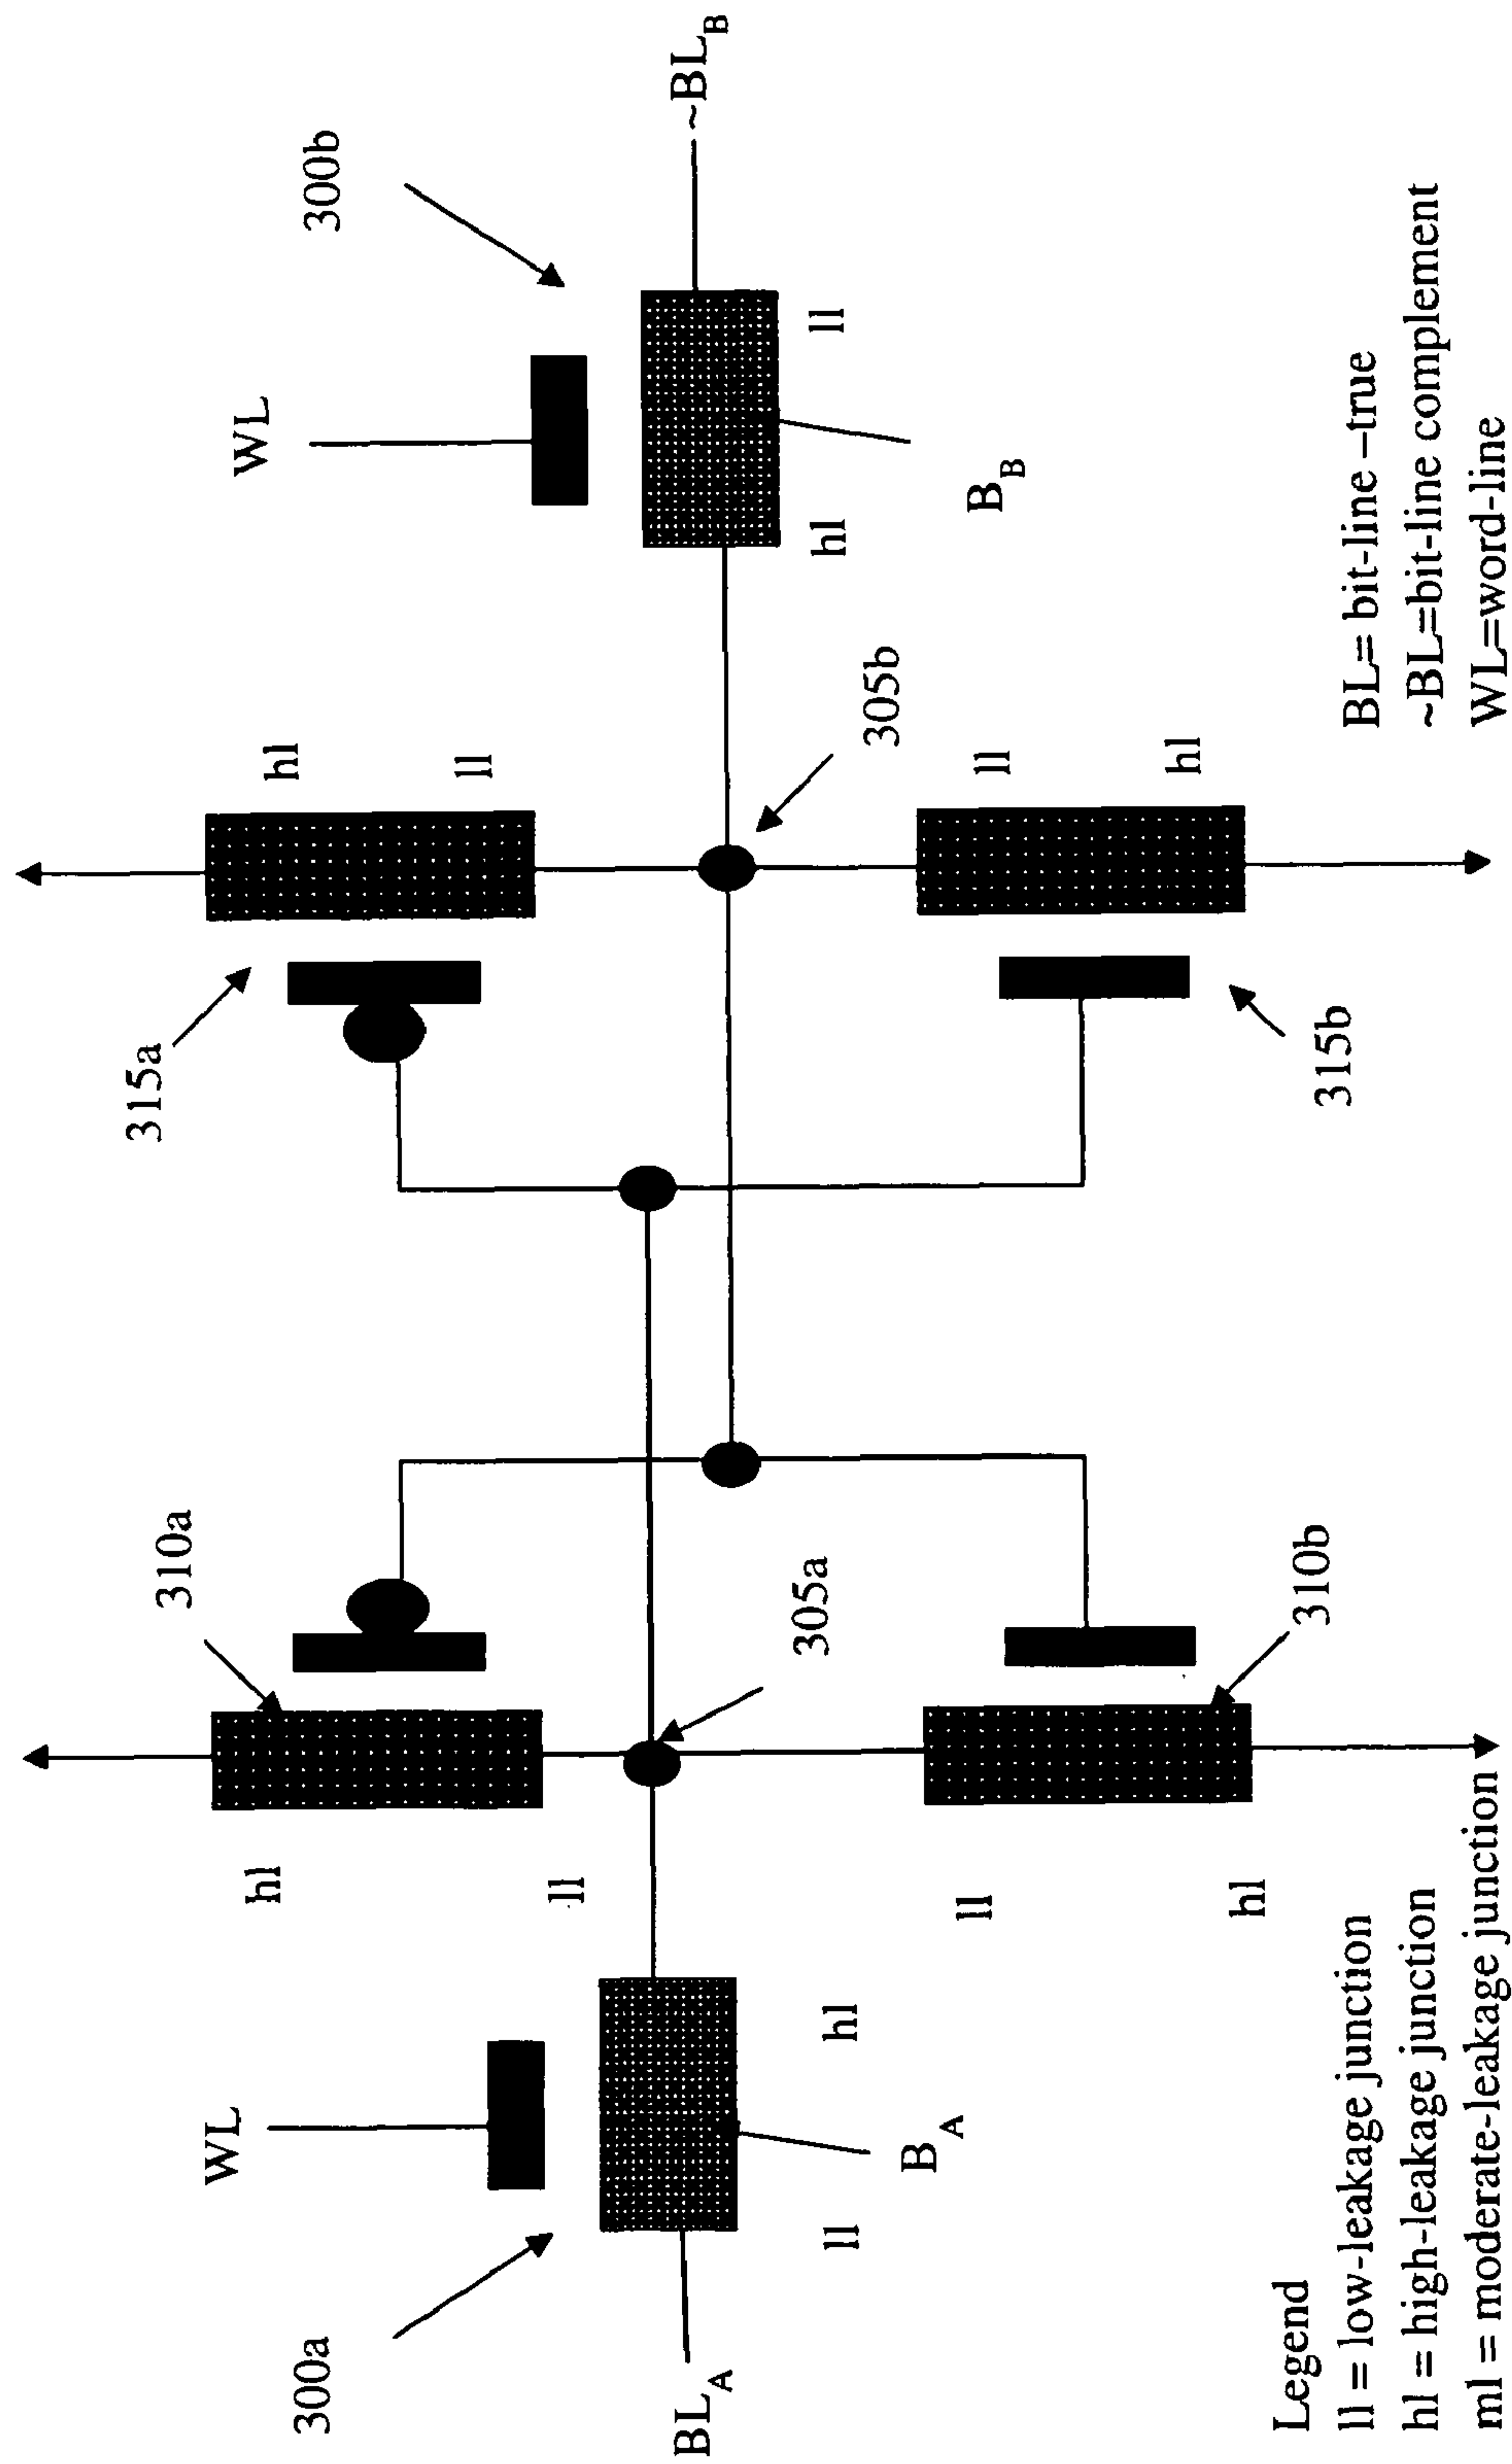 315a
310a
hl
hl
WL
WL
300b
300a
ll
ll
~BL_B
BL_A
305b
305a
hl
ll
ll
hl
B_B
B_A
ll
ll
hl
hl
315b
310b
Legend
ll = low-leakage junction
hl = high-leakage junction
ml = moderate-leakage junction
BL= bit-line –true
~BL=bit-line complement
WL=word-line